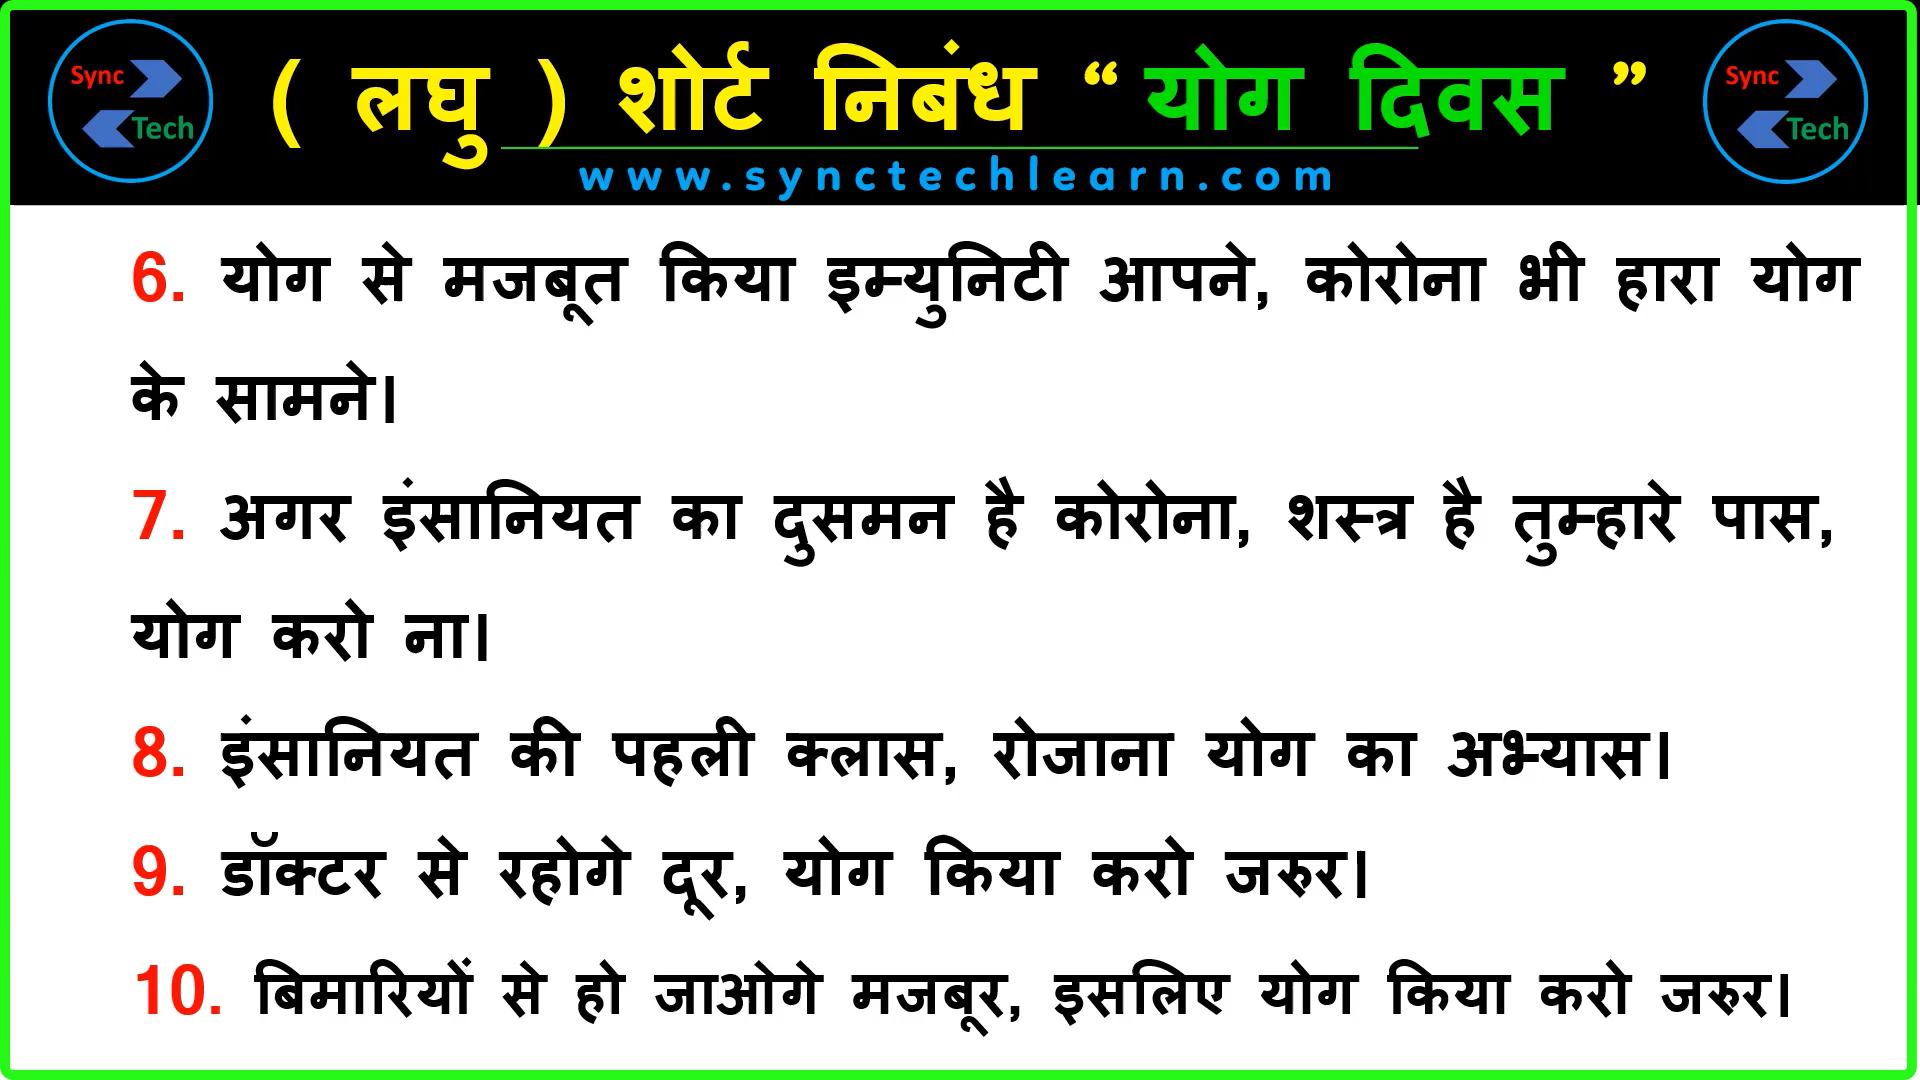 Sync
Tech
( लघु ) शोर्ट निबंध “ योग दिवस ”
Sync
Tech
www.synctechlearn.com
6. योग से मजबूत किया इम्युनिटी आपने, कोरोना भी हारा योग
के सामने।
7. अगर इंसानियत का दुसमन है कोरोना, शस्त्र है तुम्हारे पास,
योग करो ना।
8. इंसानियत की पहली क्लास, रोजाना योग का अभ्यास।
9. डॉक्टर से रहोगे दूर, योग किया करो जरुर।
10. बिमारियों से हो जाओगे मजबूर, इसलिए योग किया करो जरुर।